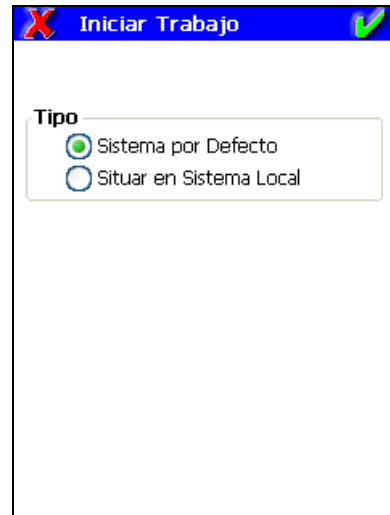 Iniciar Trabajo
Tipo
Sistema por Defecto
Situar en Sistema Local